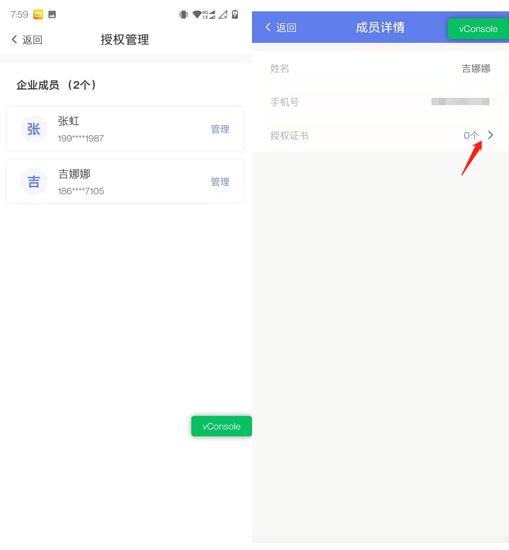 7:59
返回
授权管理
企业成员 （2个）
张
张虹
199****1987
管理
吉
吉娜娜
186****7105
管理
vConsole
返回
成员详情
vConsole
姓名
吉娜娜
手机号
授权证书
0个